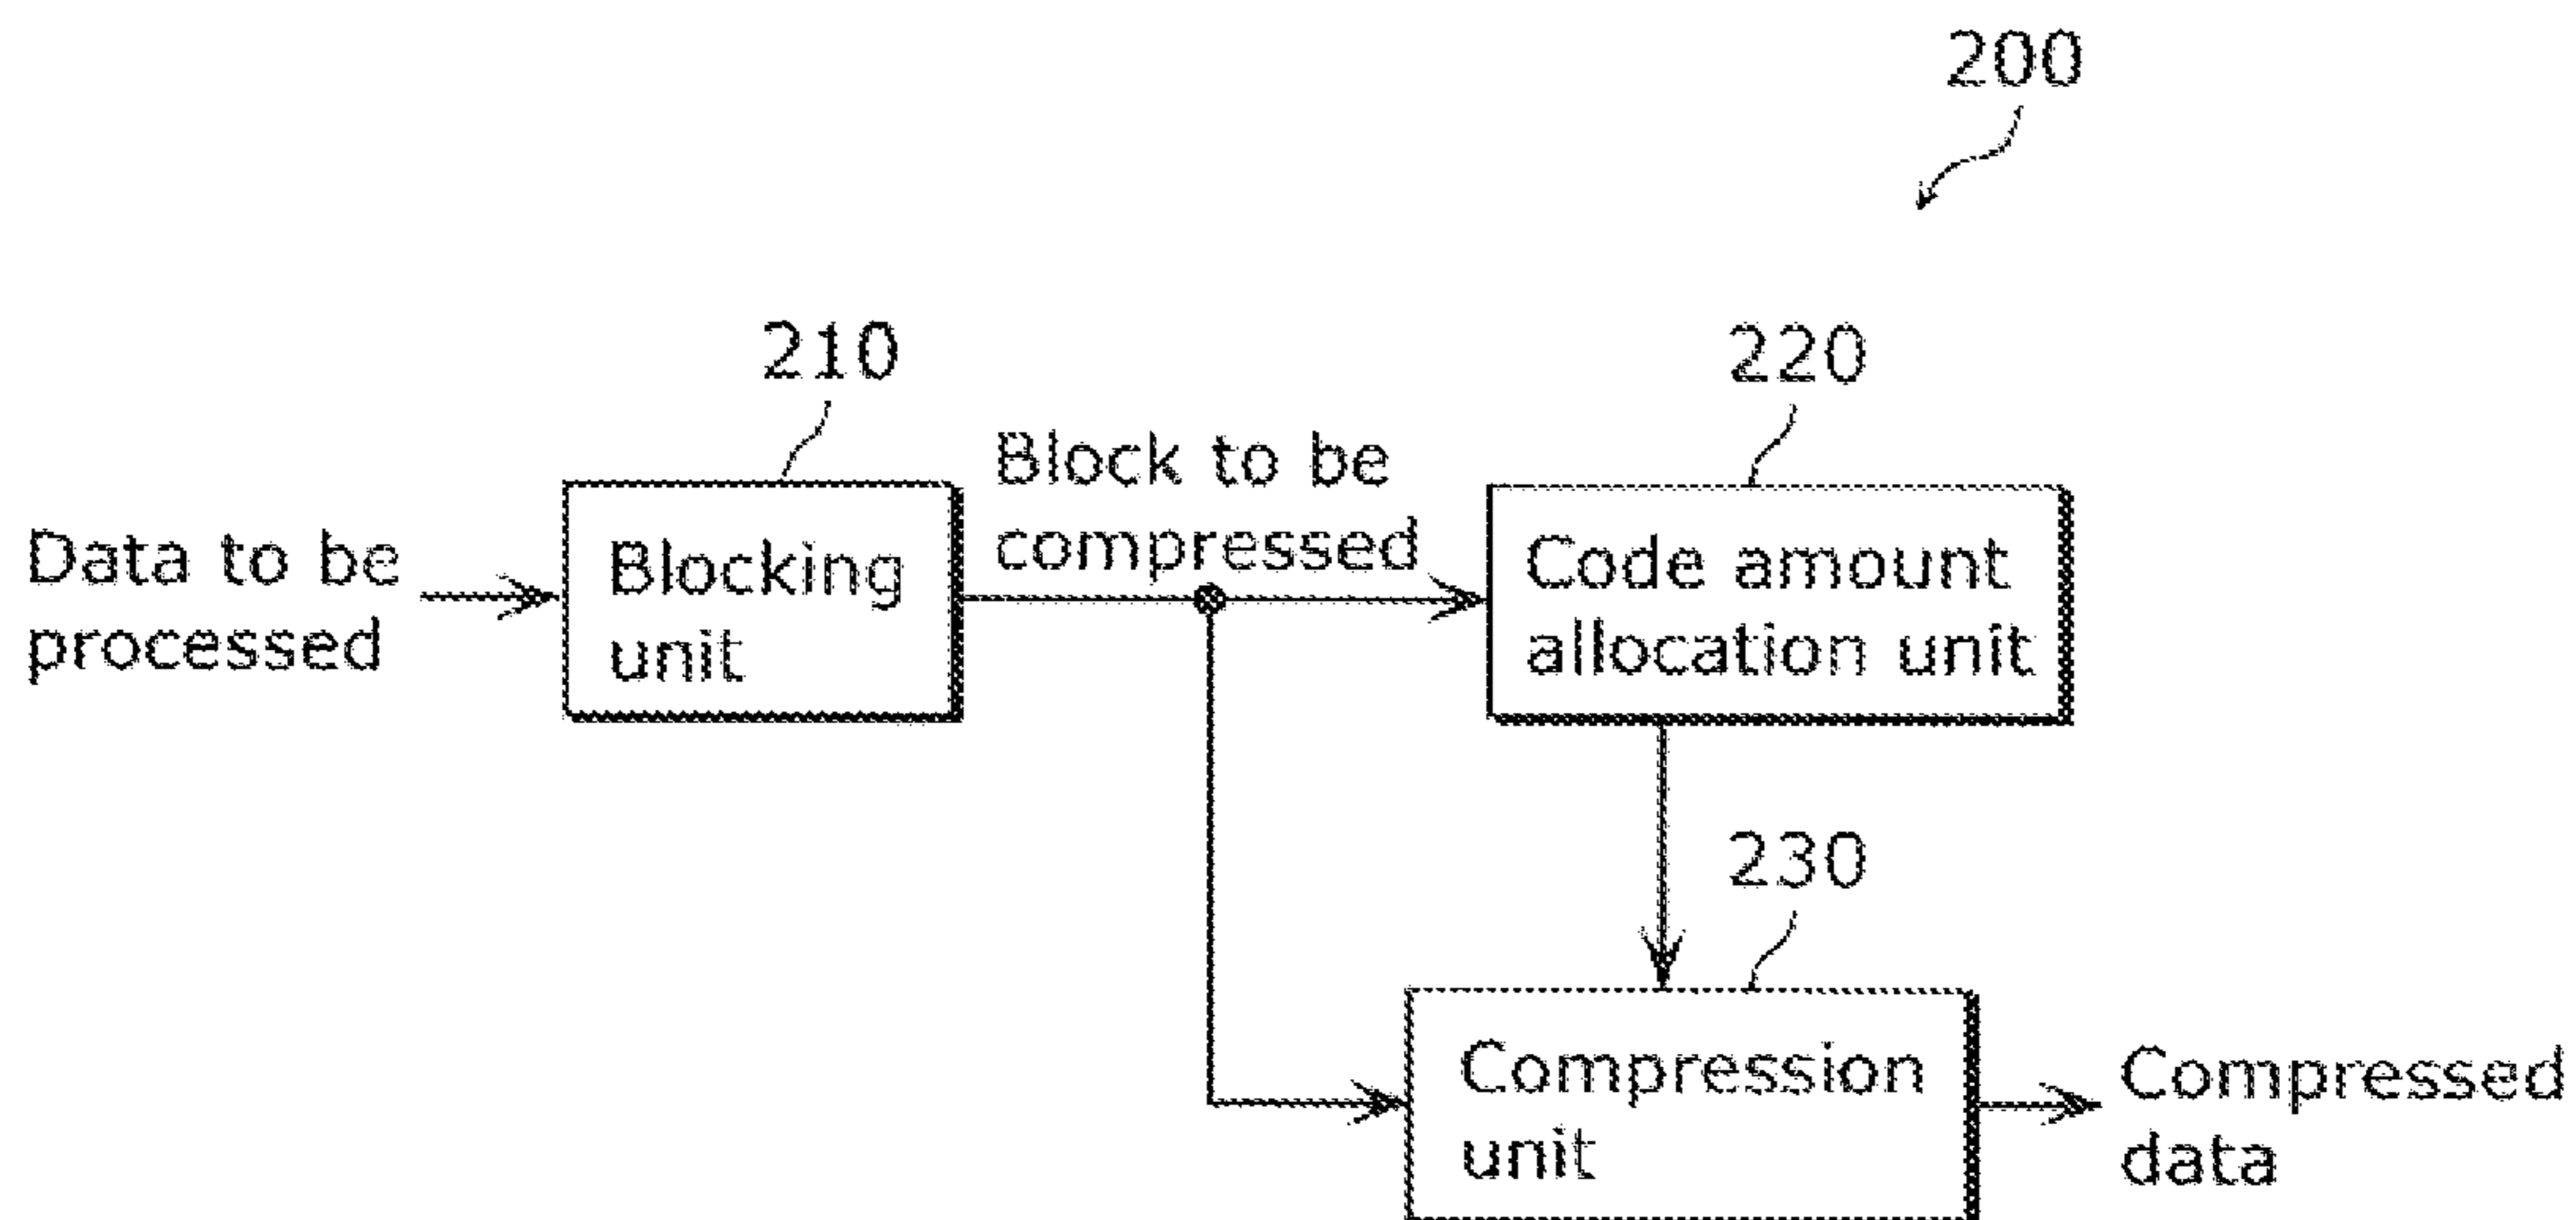 200
210
220
Block to be
compressed
Data to be
processed
Blocking
unit
Code amount
allocation unit
230
Compression
unit
Compressed
data